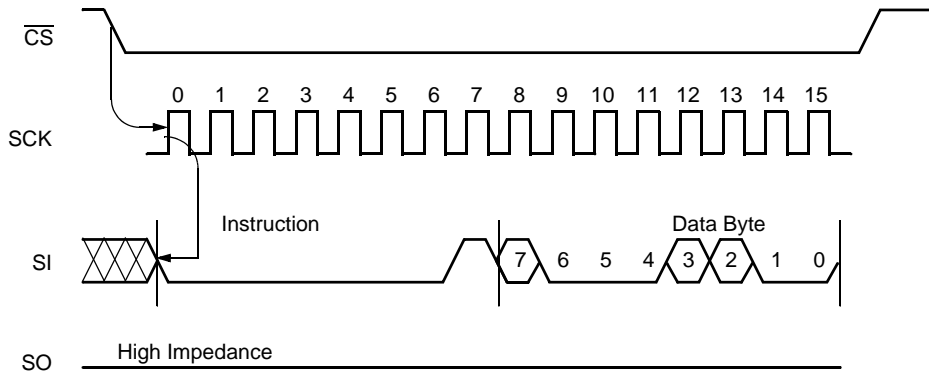 CS
0 1 2 3 4 5 6 7 8 9 10 11 12 13 14 15
SCK
Instruction
Data Byte
SI
7 6 5 4 3 2 1 0
High Impedance
SO